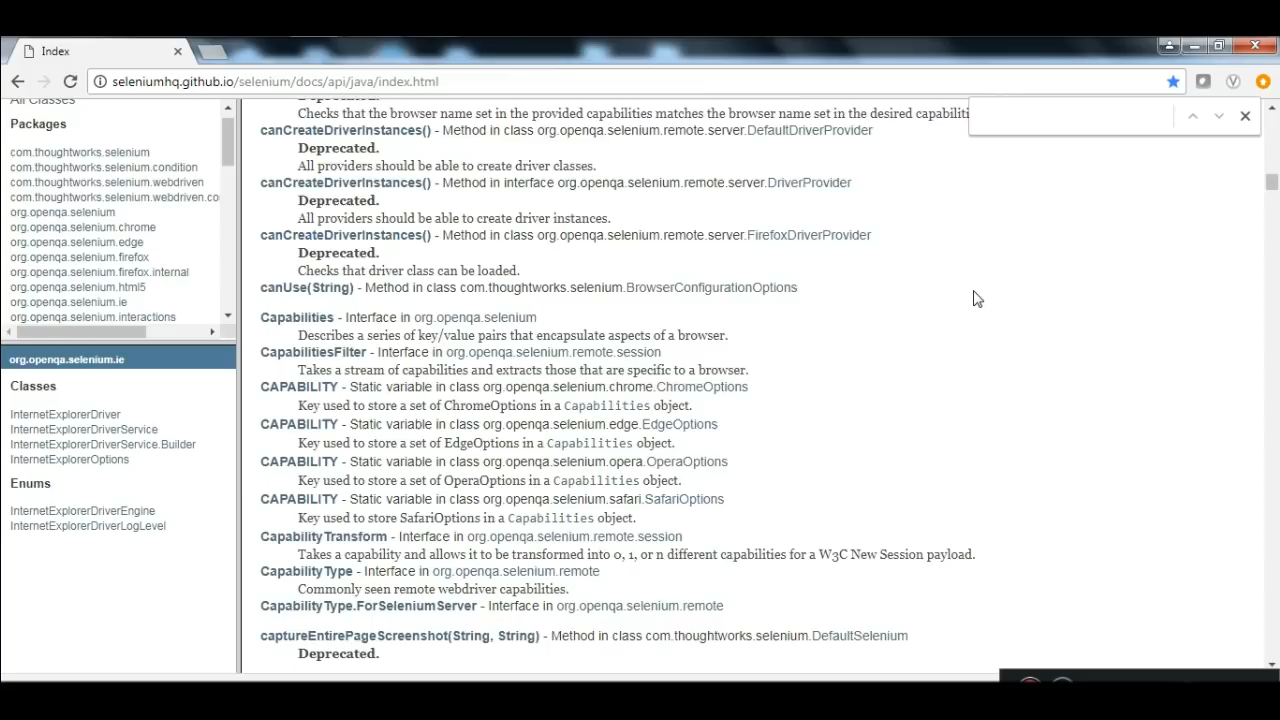 Index
seleniumhq.github.io/selenium/docs/api/java/index.html
All Classes
Packages
com.thoughtworks.selenium
com.thoughtworks.selenium.condition
com.thoughtworks.selenium.webdriven
com.thoughtworks.selenium.webdriven.co
org.openqa.selenium
org.openqa.selenium.chrome
org.openqa.selenium.edge
org.openqa.selenium.firefox
org.openqa.selenium.firefox.internal
org.openqa.selenium.html5
org.openqa.selenium.ie
org.openqa.selenium.interactions
org.openqa.selenium.ie
Classes
InternetExplorerDriver
InternetExplorerDriverService
InternetExplorerDriverService.Builder
InternetExplorerOptions
Enums
InternetExplorerDriverEngine
InternetExplorerDriverLogLevel
Deprecated.
Checks that the browser name set in the provided capabilities matches the browser name set in the desired capabiliti
canCreateDriverInstances() - Method in class org.openqa.selenium.remote.server.DefaultDriverProvider
Deprecated.
All providers should be able to create driver classes.
canCreateDriverInstances() - Method in interface org.openqa.selenium.remote.server.DriverProvider
Deprecated.
All providers should be able to create driver instances.
canCreateDriverInstances() - Method in class org.openqa.selenium.remote.server.FirefoxDriverProvider
Deprecated.
Checks that driver class can be loaded.
canUse(String) - Method in class com.thoughtworks.selenium.BrowserConfigurationOptions
Capabilities - Interface in org.openqa.selenium
Describes a series of key/value pairs that encapsulate aspects of a browser.
CapabilitiesFilter - Interface in org.openqa.selenium.remote.session
Takes a stream of capabilities and extracts those that are specific to a browser.
CAPABILITY - Static variable in class org.openqa.selenium.chrome.ChromeOptions
Key used to store a set of ChromeOptions in a Capabilities object.
CAPABILITY - Static variable in class org.openqa.selenium.edge.EdgeOptions
Key used to store a set of EdgeOptions in a Capabilities object.
CAPABILITY - Static variable in class org.openqa.selenium.opera.OperaOptions
Key used to store a set of OperaOptions in a Capabilities object.
CAPABILITY - Static variable in class org.openqa.selenium.safari.SafariOptions
Key used to store SafariOptions in a Capabilities object.
CapabilityTransform - Interface in org.openqa.selenium.remote.session
Takes a capability and allows it to be transformed into 0, 1, or n different capabilities for a W3C New Session payload.
CapabilityType - Interface in org.openqa.selenium.remote
Commonly seen remote webdriver capabilities.
CapabilityType.ForSeleniumServer - Interface in org.openqa.selenium.remote
captureEntirePageScreenshot(String, String) - Method in class com.thoughtworks.selenium.DefaultSelenium
Deprecated.